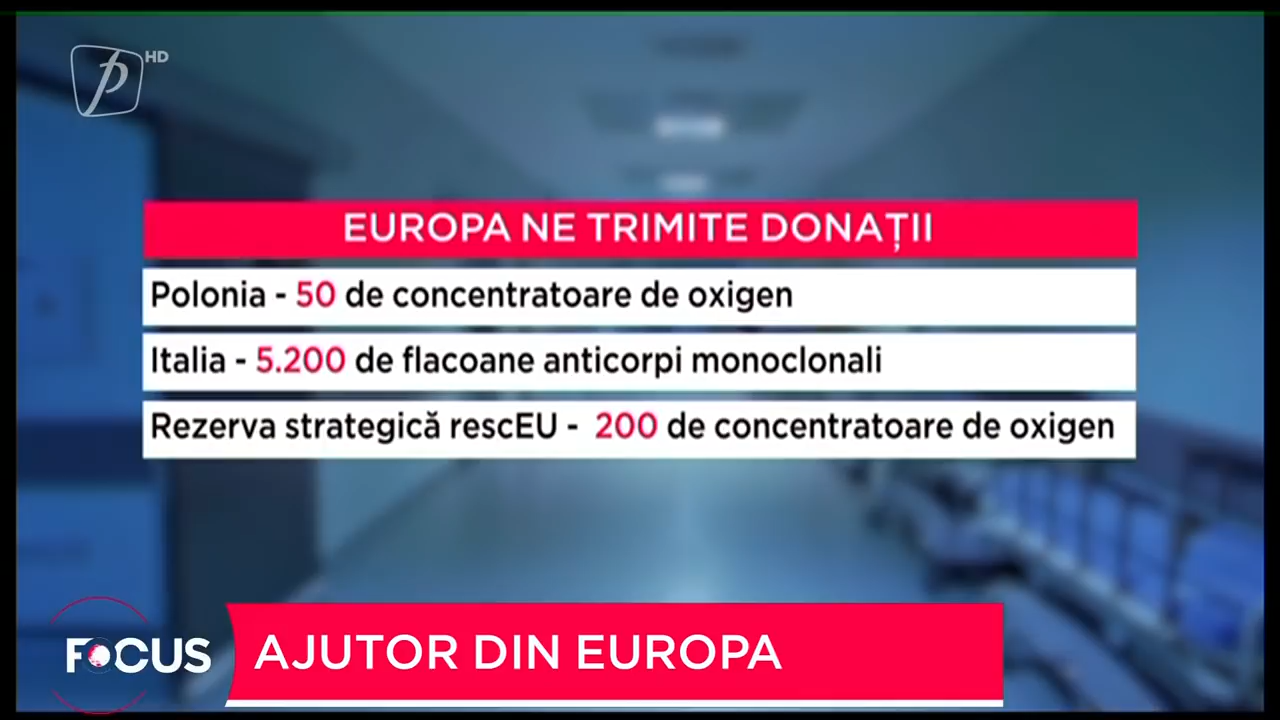 HD
EUROPA NE TRIMITE DONAȚII
Polonia - 50 de concentratoare de oxigen
Italia - 5.200 de flacoane anticorpi monoclonali
Rezerva strategică rescEU - 200 de concentratoare de oxigen
FOCUS
AJUTOR DIN EUROPA